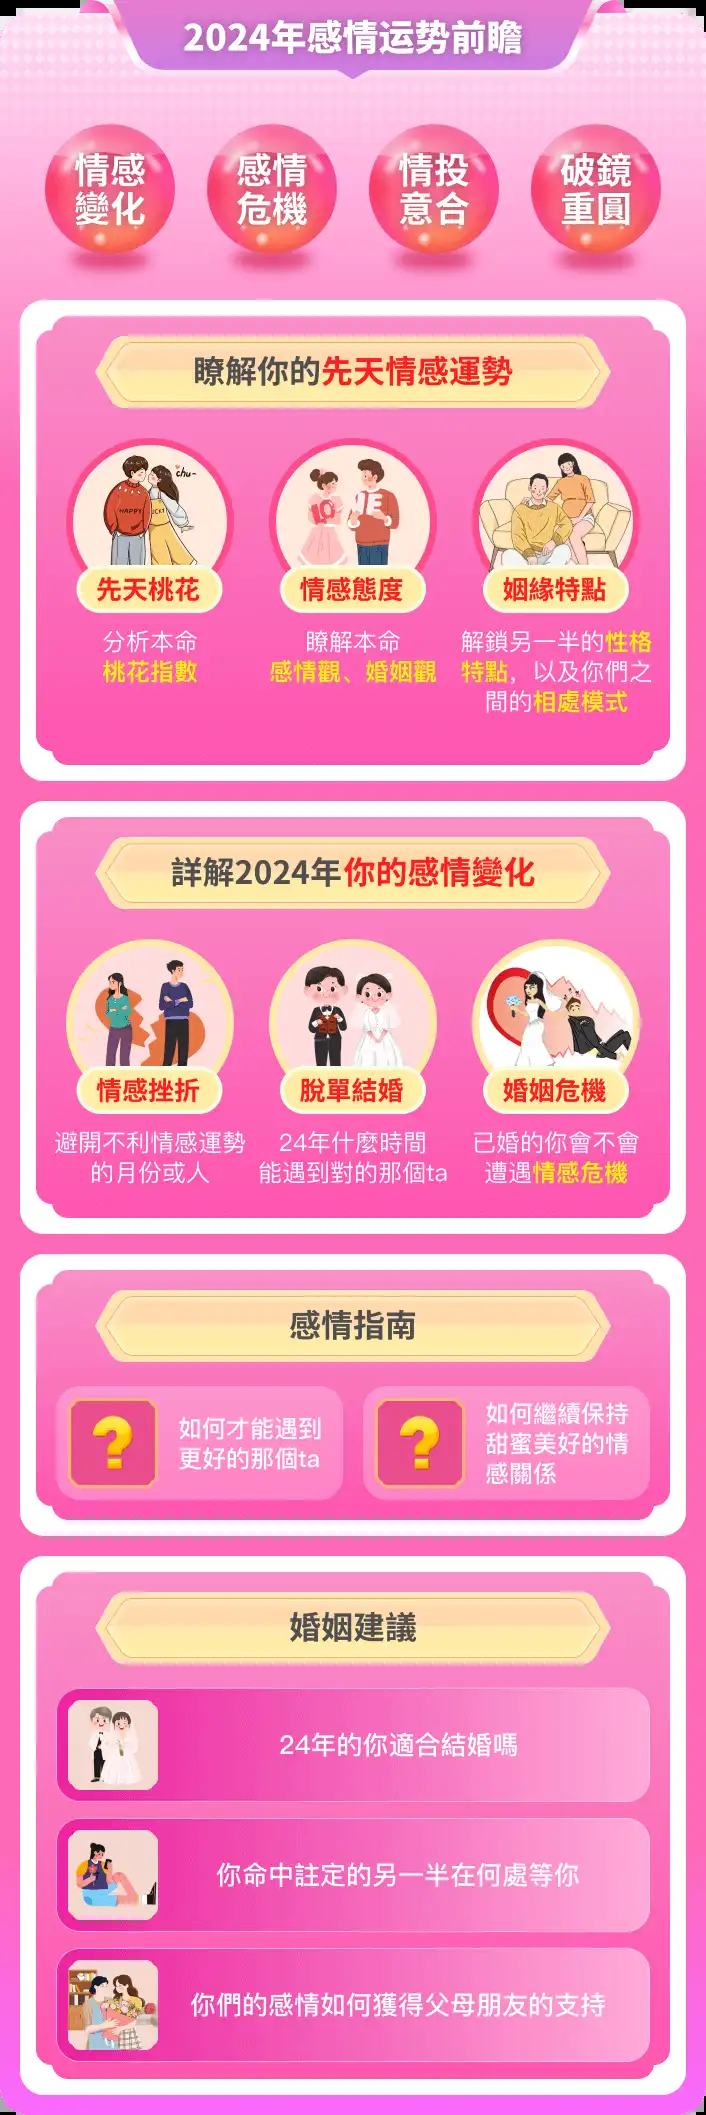 2024年感情运势前瞻
情感
變化
感情
危機
情投
意合
破鏡
重圓
瞭解你的先天情感運勢
chu~
HAPPY
UCKY
10
VE
先天桃花
分析本命
桃花指數
情感態度
瞭解本命
感情觀、婚姻觀
姻緣特點
解鎖另一半的性格
特點，以及你們之
間的相處模式
詳解2024年你的感情變化
情感挫折
避開不利情感運勢
的月份或人
脫單結婚
24年什麼時間
能遇到對的那個ta
婚姻危機
已婚的你會不會
遭遇情感危機
感情指南
如何才能遇到
更好的那個ta
如何繼續保持
甜蜜美好的情
感關係
婚姻建議
24年的你適合結婚嗎
你命中註定的另一半在何處等你
你們的感情如何獲得父母朋友的支持